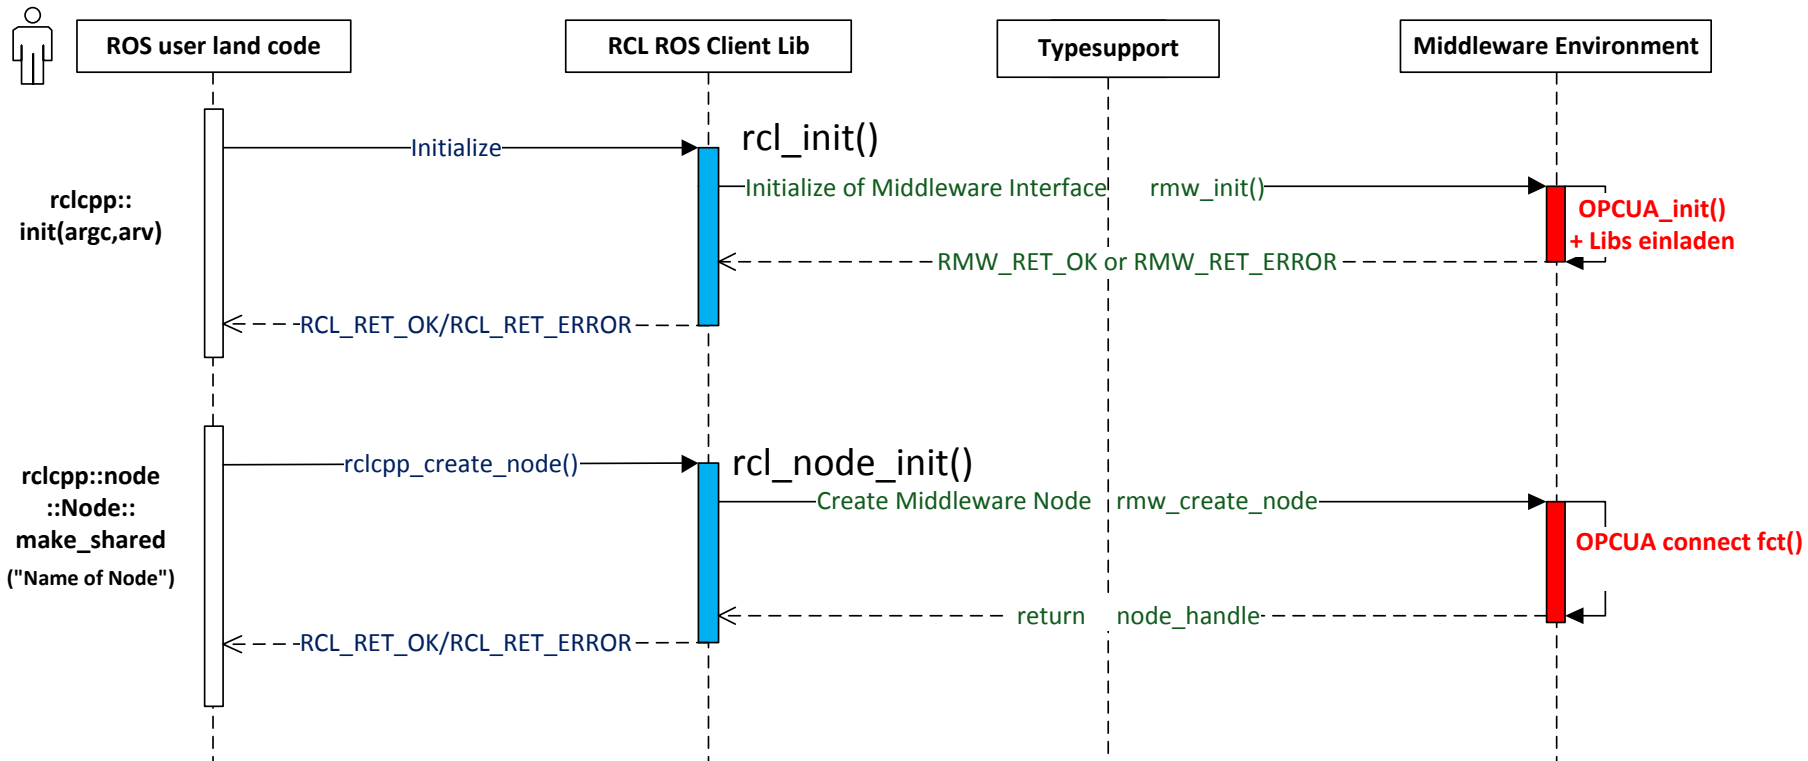 ROS user land code
RCL ROS Client Lib
Typesupport
Middleware Environment
rclcpp::
init(argc,arv)
Initialize
rcl_init()
Initialize of Middleware Interface rmw_init()
OPCUA_init()
+ Libs einladen
RMW_RET_OK or RMW_RET_ERROR
RCL_RET_OK/RCL_RET_ERROR
rclcpp::node
::Node::
make_shared
("Name of Node")
rclcpp_create_node()
rcl_node_init()
Create Middleware Node rmw_create_node
OPCUA connect fct()
return node_handle
RCL_RET_OK/RCL_RET_ERROR